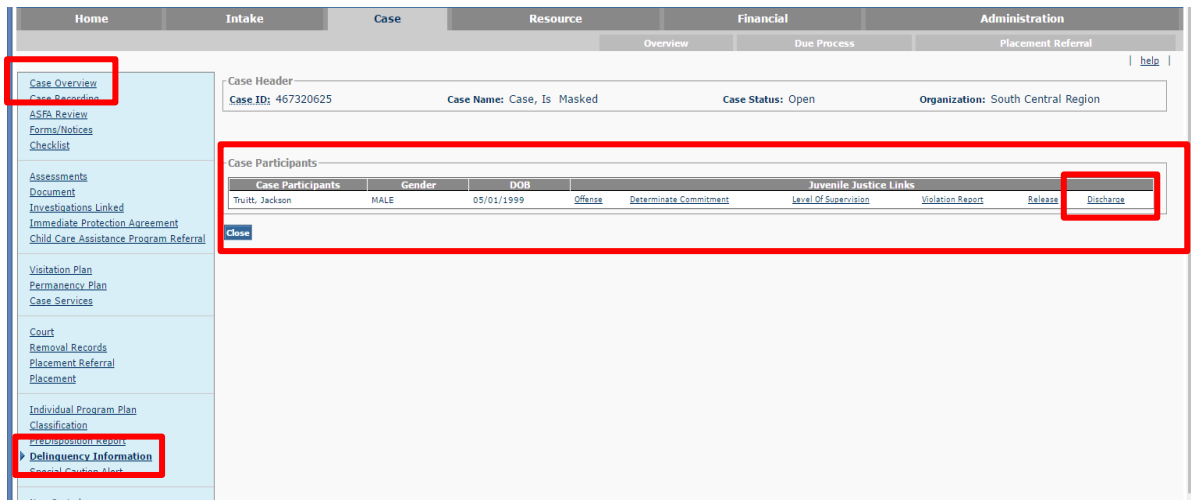 Home Intake Case Resource Financial Administration
Overview Due Process Placement Referral
| help |
Case Overview
Case Recording
ASFA Review
Forms/Notices
Checklist
Assessments
Document
Investigations Linked
Immediate Protection Agreement
Child Care Assistance Program Referral
Visitation Plan
Permanency Plan
Case Services
Court
Removal Records
Placement Referral
Placement
Individual Program Plan
Classification
PreDisposition Report
Delinquency Information
Special Caution Alert
Case Header
Case ID: 467320625 Case Name: Case, Is Masked Case Status: Open Organization: South Central Region
Case Participants
Case Participants Gender DOB Juvenile Justice Links
Truitt, Jackson MALE 05/01/1999 Offense Determinate Commitment Level Of Supervision Violation Report Release Discharge
Close